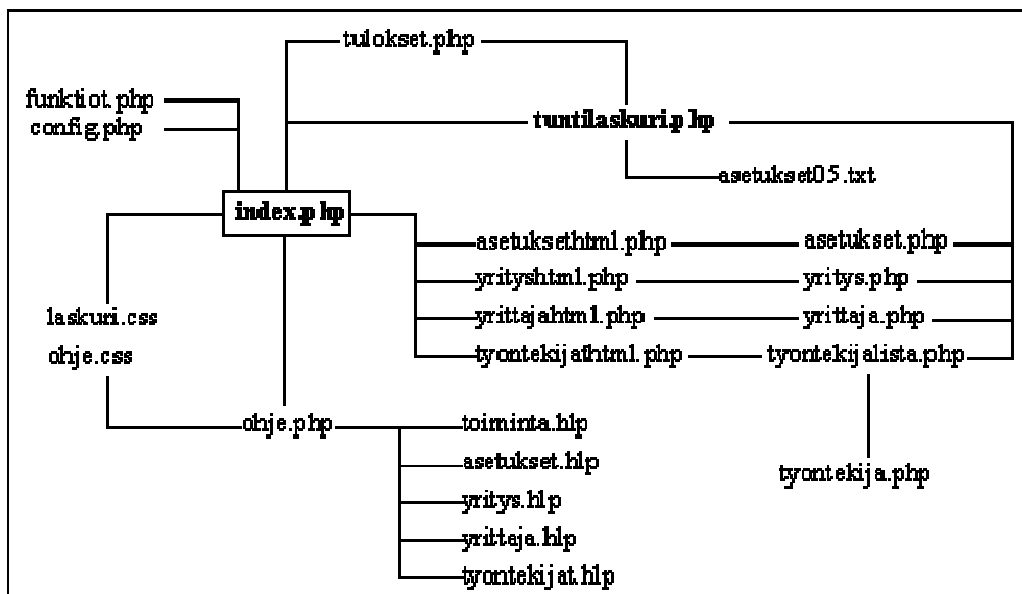 tulokset.php
funktiot.php
config.php
tuntilaskuri.php
asetukset05.txt
index.php
asetuksethtml.php
asetukset.php
yrityshtml.php
yritys.php
yrittajahtml.php
yrittaja.php
tyontekijathtml.php
tyontekijalista.php
laskuri.css
ohje.css
ohje.php
toiminta.hlp
asetukset.hlp
tyontekija.php
yritys.hlp
yrittaja.hlp
tyontekijat.hlp